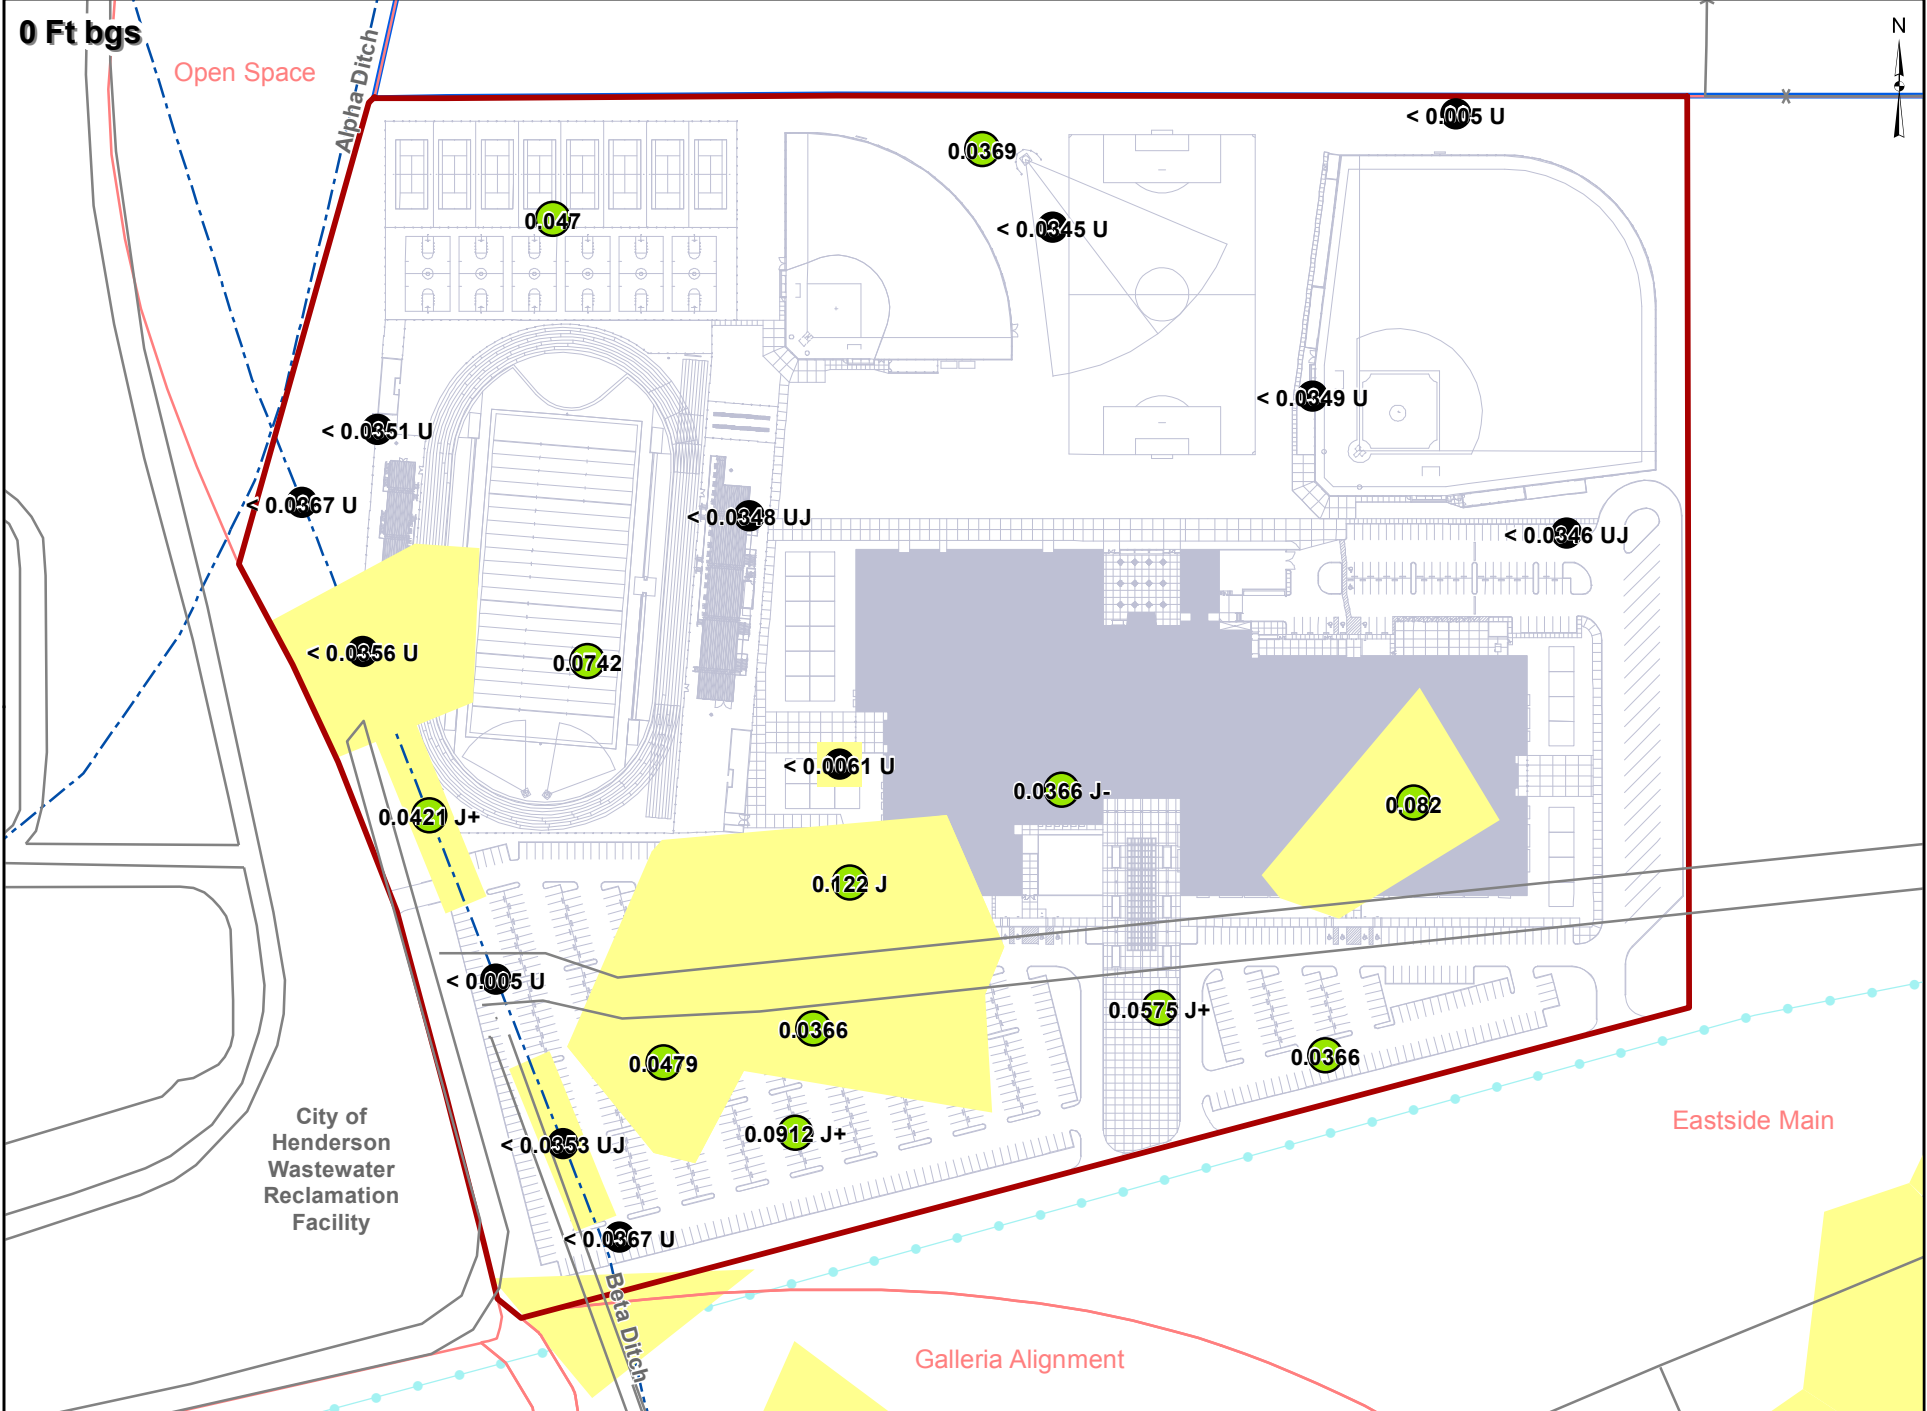 0 Ft bgs
N
Open Space
Alpha Ditch
< 0.005 U
0.0369
0.047
< 0.0345 U
< 0.0349 U
< 0.0351 U
< 0.0367 U
< 0.0348 UJ
< 0.0346 UJ
< 0.0356 U
0.0742
< 0.0061 U
0.0366 J-
0.082
0.0421 J+
0.122 J
< 0.005 U
0.0575 J+
0.0366
0.0479
0.0366
City of
Henderson
Wastewater
Reclamation
Facility
0.0912 J+
< 0.0353 UJ
Eastside Main
< 0.0367 U
Beta Ditch
Galleria Alignment